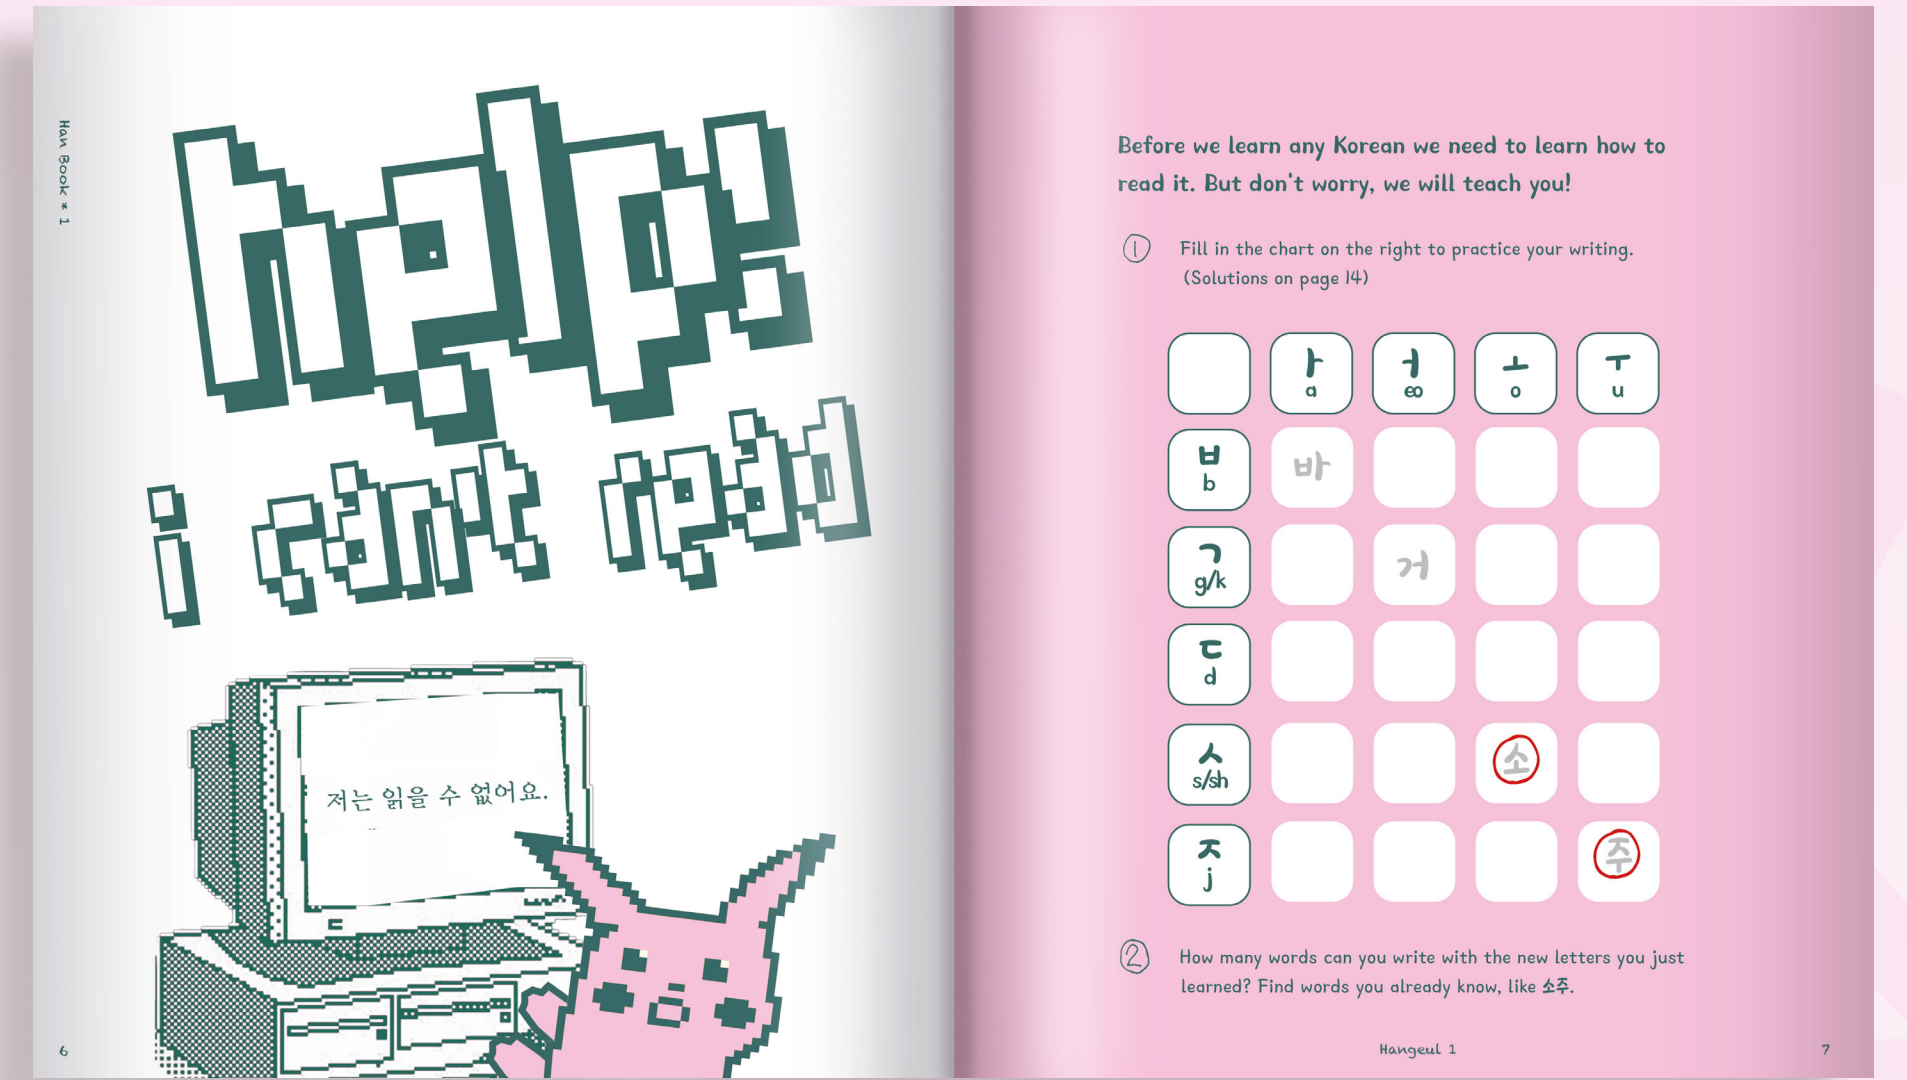 Han Book * 1
help!
i can't read
저는 읽을 수 없어요.
6
Before we learn any Korean we need to learn how to
read it. But don't worry, we will teach you!
1 Fill in the chart on the right to practice your writing.
(Solutions on page 14)
ㅏ ㅓ ㅗ ㅜ
a eo o u
ㅂ 바
b
ㄱ 거
g/k
ㄷ
d
ㅅ 소
s/sh
ㅈ 주
j
2 How many words can you write with the new letters you just
learned? Find words you already know, like 소주.
Hangeul 1
7